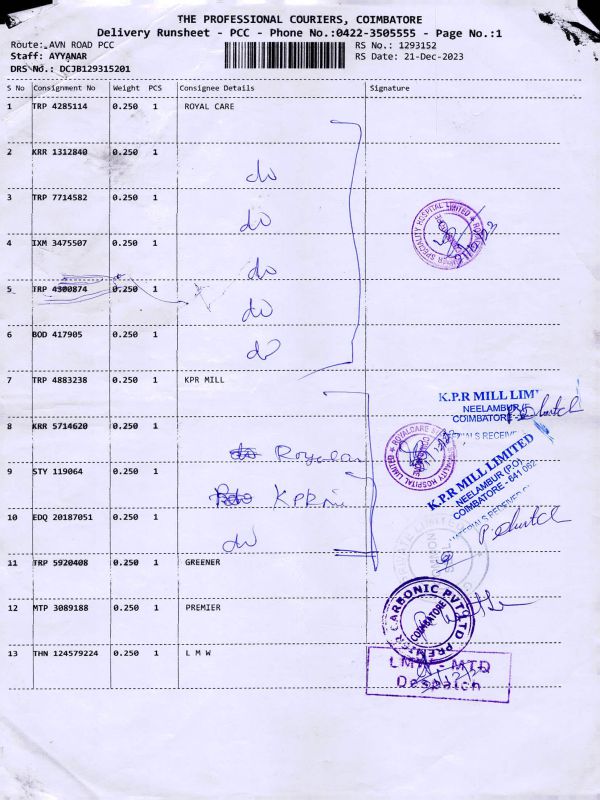 THE PROFESSIONAL COURIERS, COIMBATORE
Delivery Runsheet - PCC - Phone No.:0422-3505555 - Page No.:1
Route: AVN ROAD PCC RS No.: 1293152
Staff: AYYANAR RS Date: 21-Dec-2023
DRS No.: DCJB129315201
S No Consignment No Weight PCS Consignee Details Signature
1 TRP 4285114 0.250 1 ROYAL CARE
2 KRR 1312840 0.250 1
do
3 TRP 7714582 0.250 1
do
4 IXM 3475507 0.250 1
do
5 TRP 4300874 0.250 1
do
6 BOD 417905 0.250 1
do
7 TRP 4883238 0.250 1 KPR MILL
K.P.R MILL LIMI
NEELAMBUR
COIMBATORE
8 KRR 5714620 0.250 1
K.P.R MILL LIMITED
NEELAMBUR (P.O)
COIMBATORE - 641 062
MATERIALS RECEIVED
9 STY 119064 0.250 1
10 EDQ 20187051 0.250 1
do
11 TRP 5920408 0.250 1 GREENER
12 MTP 3089188 0.250 1 PREMIER
PREMIER CARBONIC PVT LTD
COIMBATORE
13 THN 124579224 0.250 1 L M W
LMW - MTD
Despatch